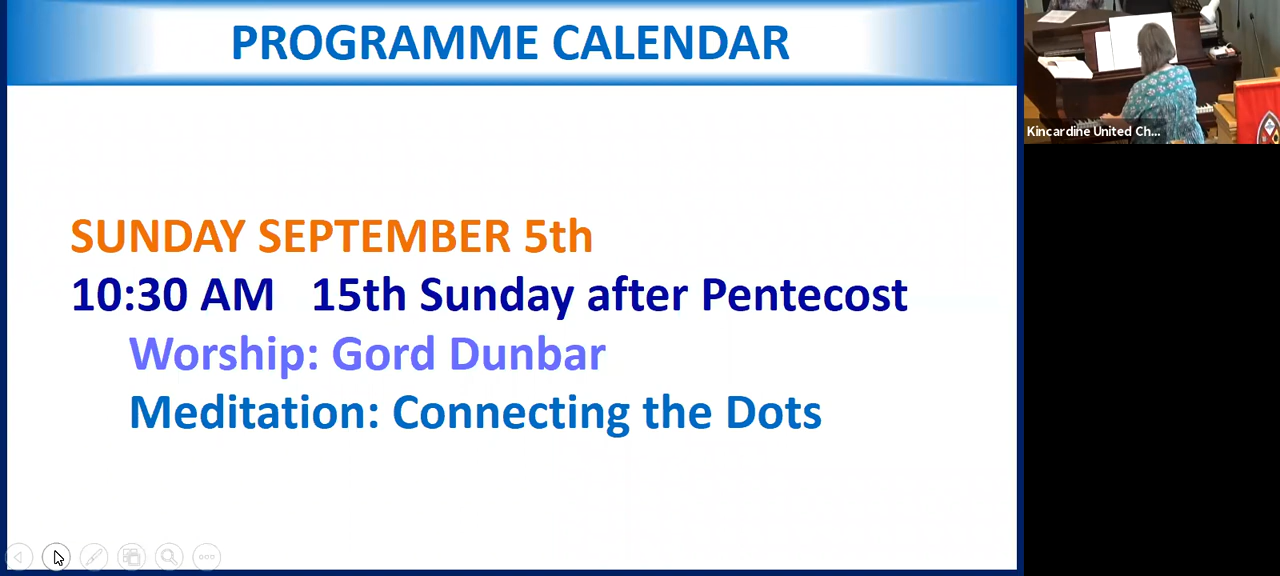 PROGRAMME CALENDAR
SUNDAY SEPTEMBER 5th
10:30 AM 15th Sunday after Pentecost
Worship: Gord Dunbar
Meditation: Connecting the Dots
Kincardine United Ch...